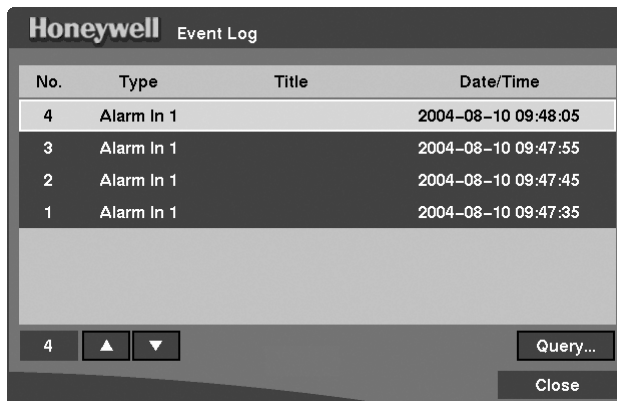 Honeywell Event Log
No. Type Title Date/Time
4 Alarm In 1 2004-08-10 09:48:05
3 Alarm In 1 2004-08-10 09:47:55
2 Alarm In 1 2004-08-10 09:47:45
1 Alarm In 1 2004-08-10 09:47:35
4 ▲ ▼ Query...
Close